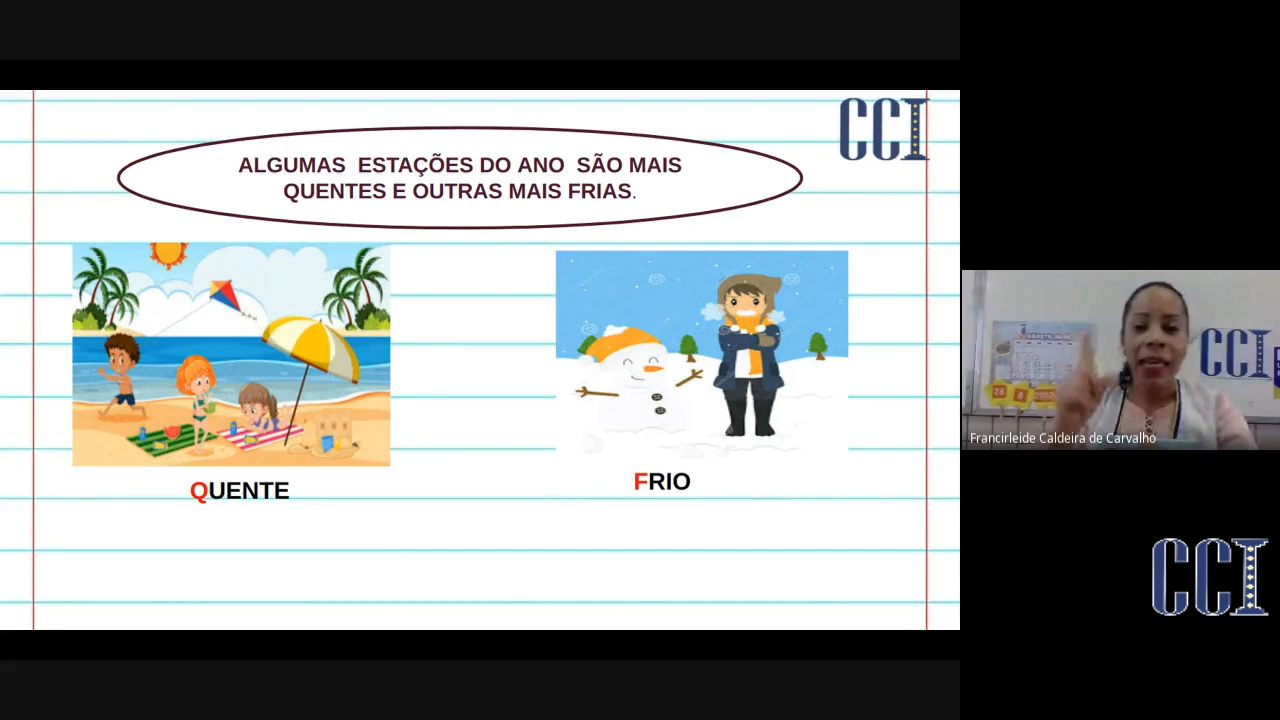 CCI
ALGUMAS  ESTAÇÕES DO ANO  SÃO MAIS
QUENTES E OUTRAS MAIS FRIAS.
QUENTE
FRIO
CCI
Francirleide Caldeira de Carvalho
CCI